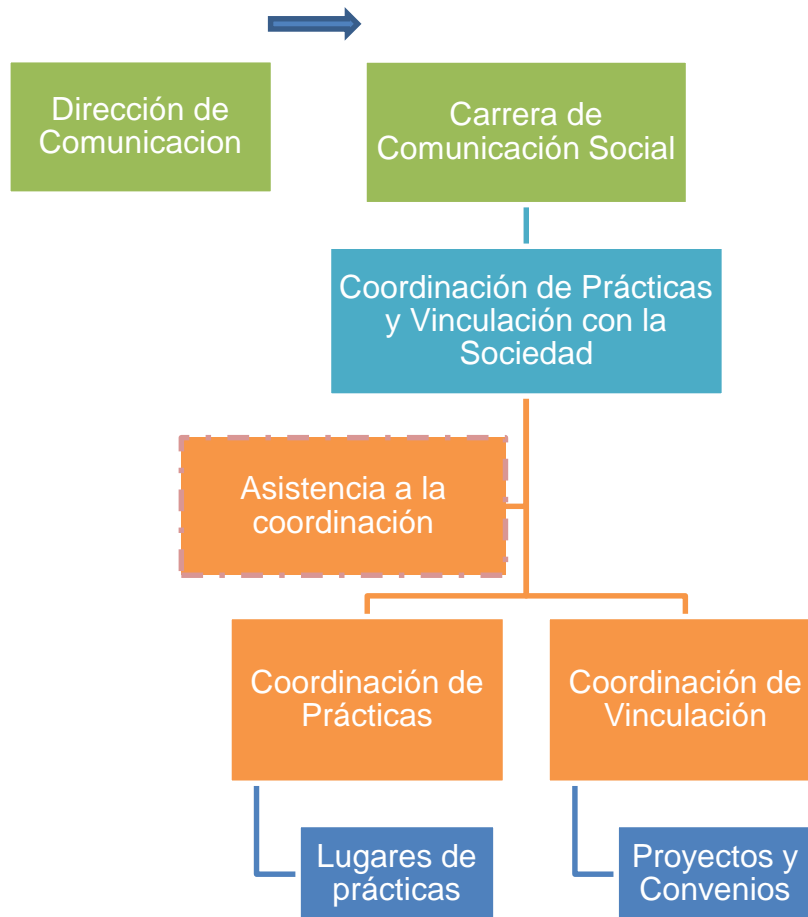 Dirección de
Comunicacion
Carrera de
Comunicación Social
Coordinación de Prácticas
y Vinculación con la
Sociedad
Asistencia a la
coordinación
Coordinación de
Prácticas
Coordinación de
Vinculación
Lugares de
prácticas
Proyectos y
Convenios